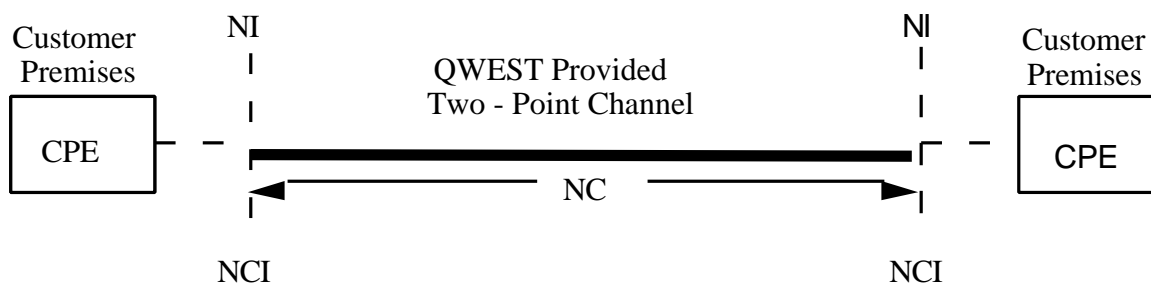 NI
NI
Customer
Premises
QWEST Provided
Two - Point Channel
Customer
Premises
CPE
CPE
NC
NCI
NCI